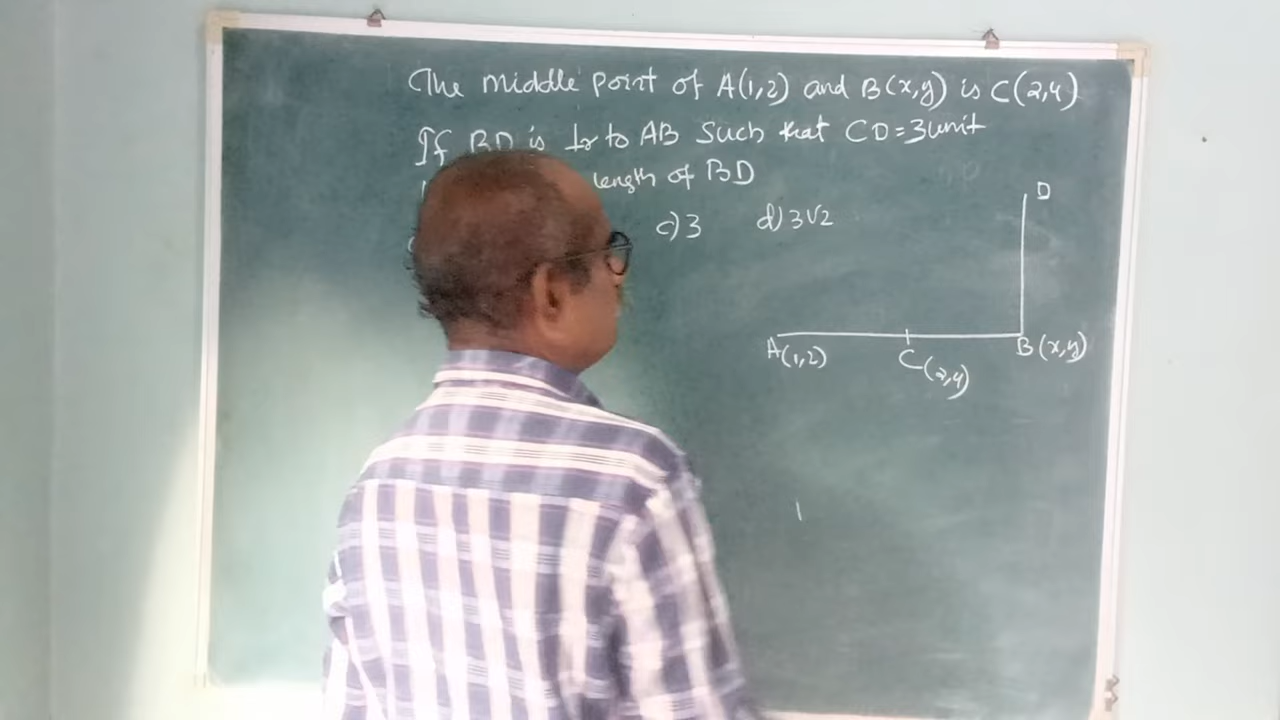 The middle point of A(1,2) and B(x,y) is C(2,4)
If BD is ⊥r to AB Such that CD=3unit
length of BD
c) 3 d) 3√2
D
A(1,2) C(2,4) B(x,y)